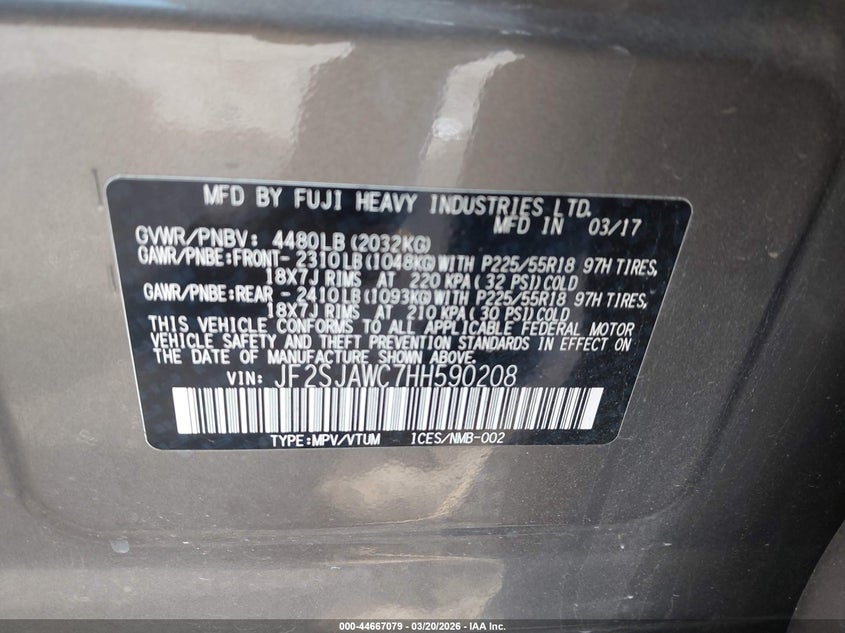 MFD BY FUJI HEAVY INDUSTRIES LTD.
MFD IN 03/17
GVWR/PNBV: 4480LB(2032KG)
GAWR/PNBE:FRONT- 2310LB(1048KG)WITH P225/55R18 97H TIRES,
18X7J RIMS AT 220 KPA( 32 PSI)COLD
GAWR/PNBE:REAR - 2410LB(1093KG)WITH P225/55R18 97H TIRES,
18X7J RIMS AT 210 KPA( 30 PSI)COLD
THIS VEHICLE CONFORMS TO ALL APPLICABLE FEDERAL MOTOR
VEHICLE SAFETY AND THEFT PREVENTION STANDARDS IN EFFECT ON
THE DATE OF MANUFACTURE SHOWN ABOVE.
VIN: JF2SJAWC7HH590208
TYPE:MPV/VTUM 1CES/NMB-002
000-44667079 | 03/20/2026 - IAA Inc.